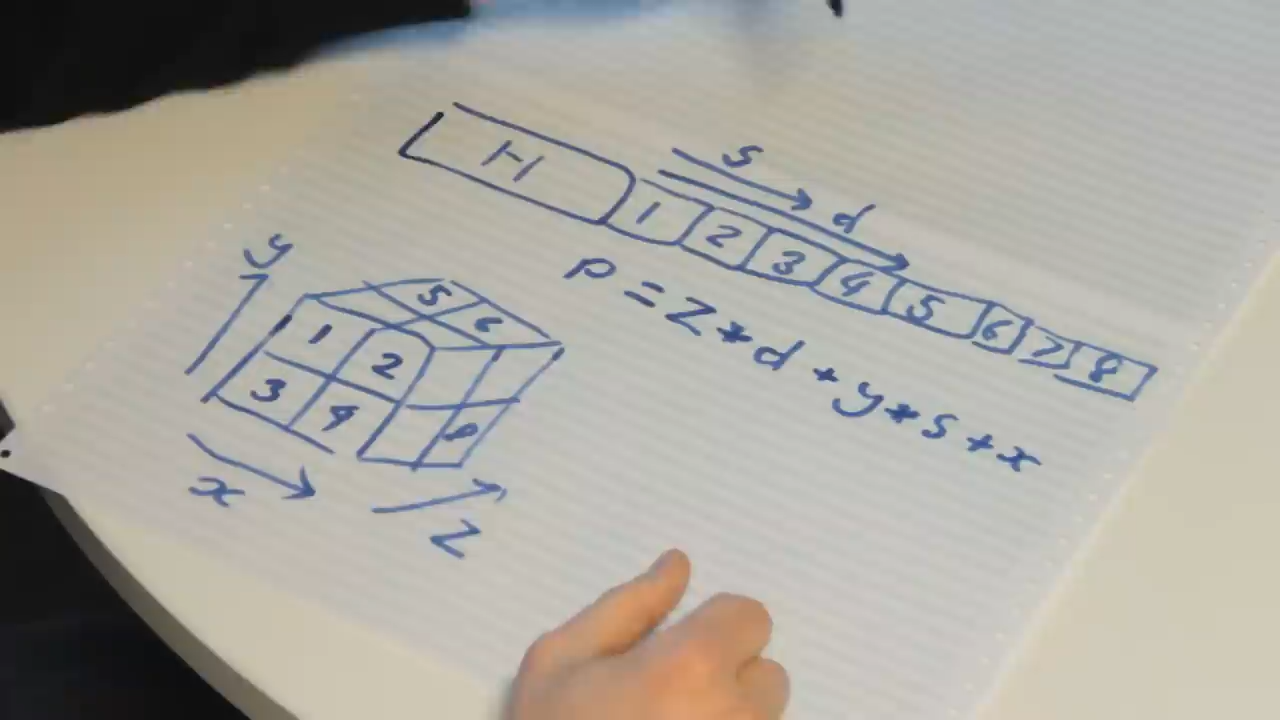 H 1 2 3 4 5 6 7 8
s
d
p = z * d + y * s + x
y
5 6
1 2
3 4 8
x
z